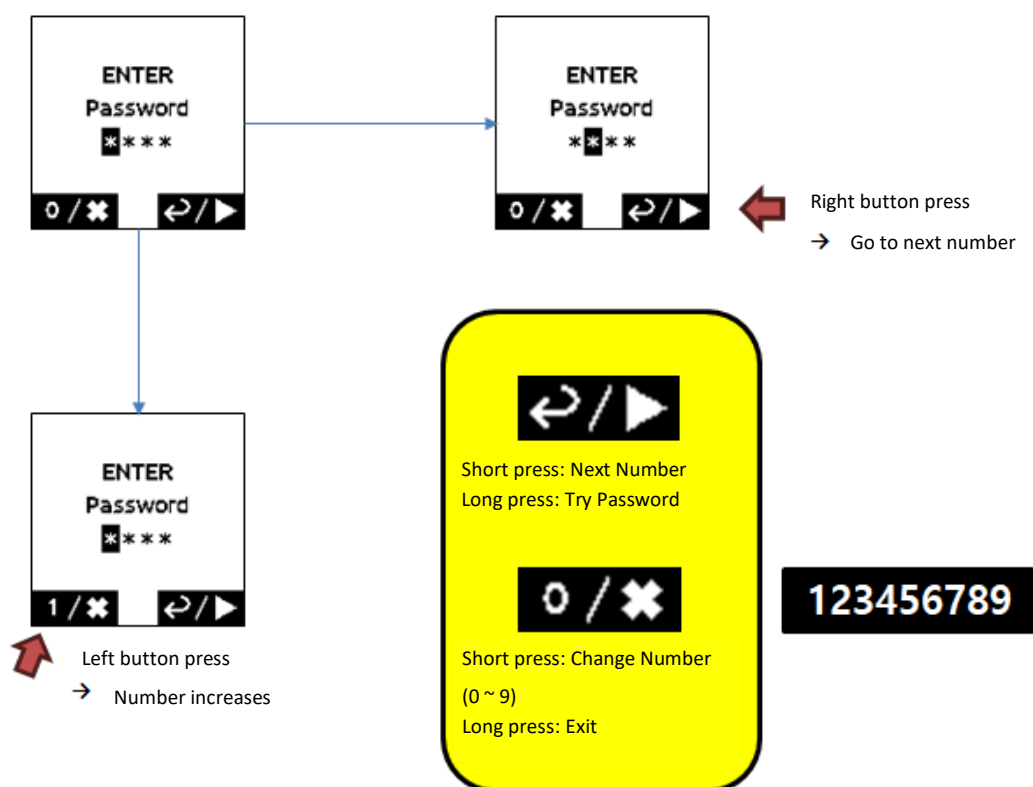 ENTER
Password
****
0 / ✖ ↩ / ▶
ENTER
Password
****
0 / ✖ ↩ / ▶
Right button press
→ Go to next number
ENTER
Password
****
1 / ✖ ↩ / ▶
Left button press
→ Number increases
↩ / ▶
Short press: Next Number
Long press: Try Password
0 / ✖
Short press: Change Number
(0 ~ 9)
Long press: Exit
123456789